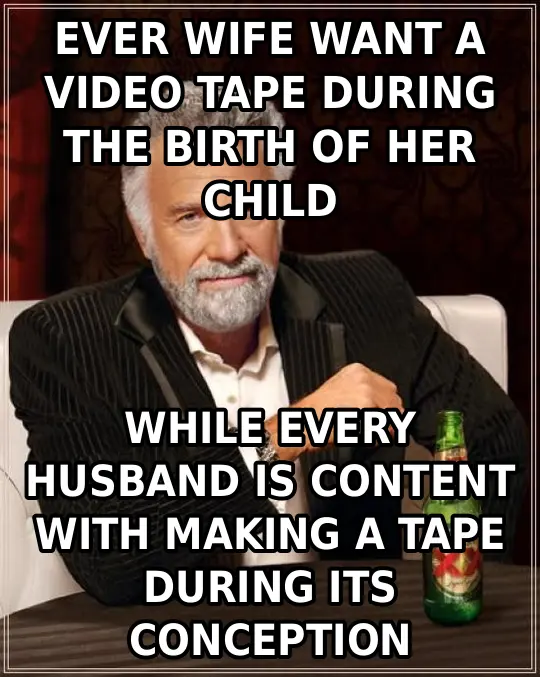 EVER WIFE WANT A
VIDEO TAPE DURING
THE BIRTH OF HER
CHILD
WHILE EVERY
HUSBAND IS CONTENT
WITH MAKING A TAPE
DURING ITS
CONCEPTION